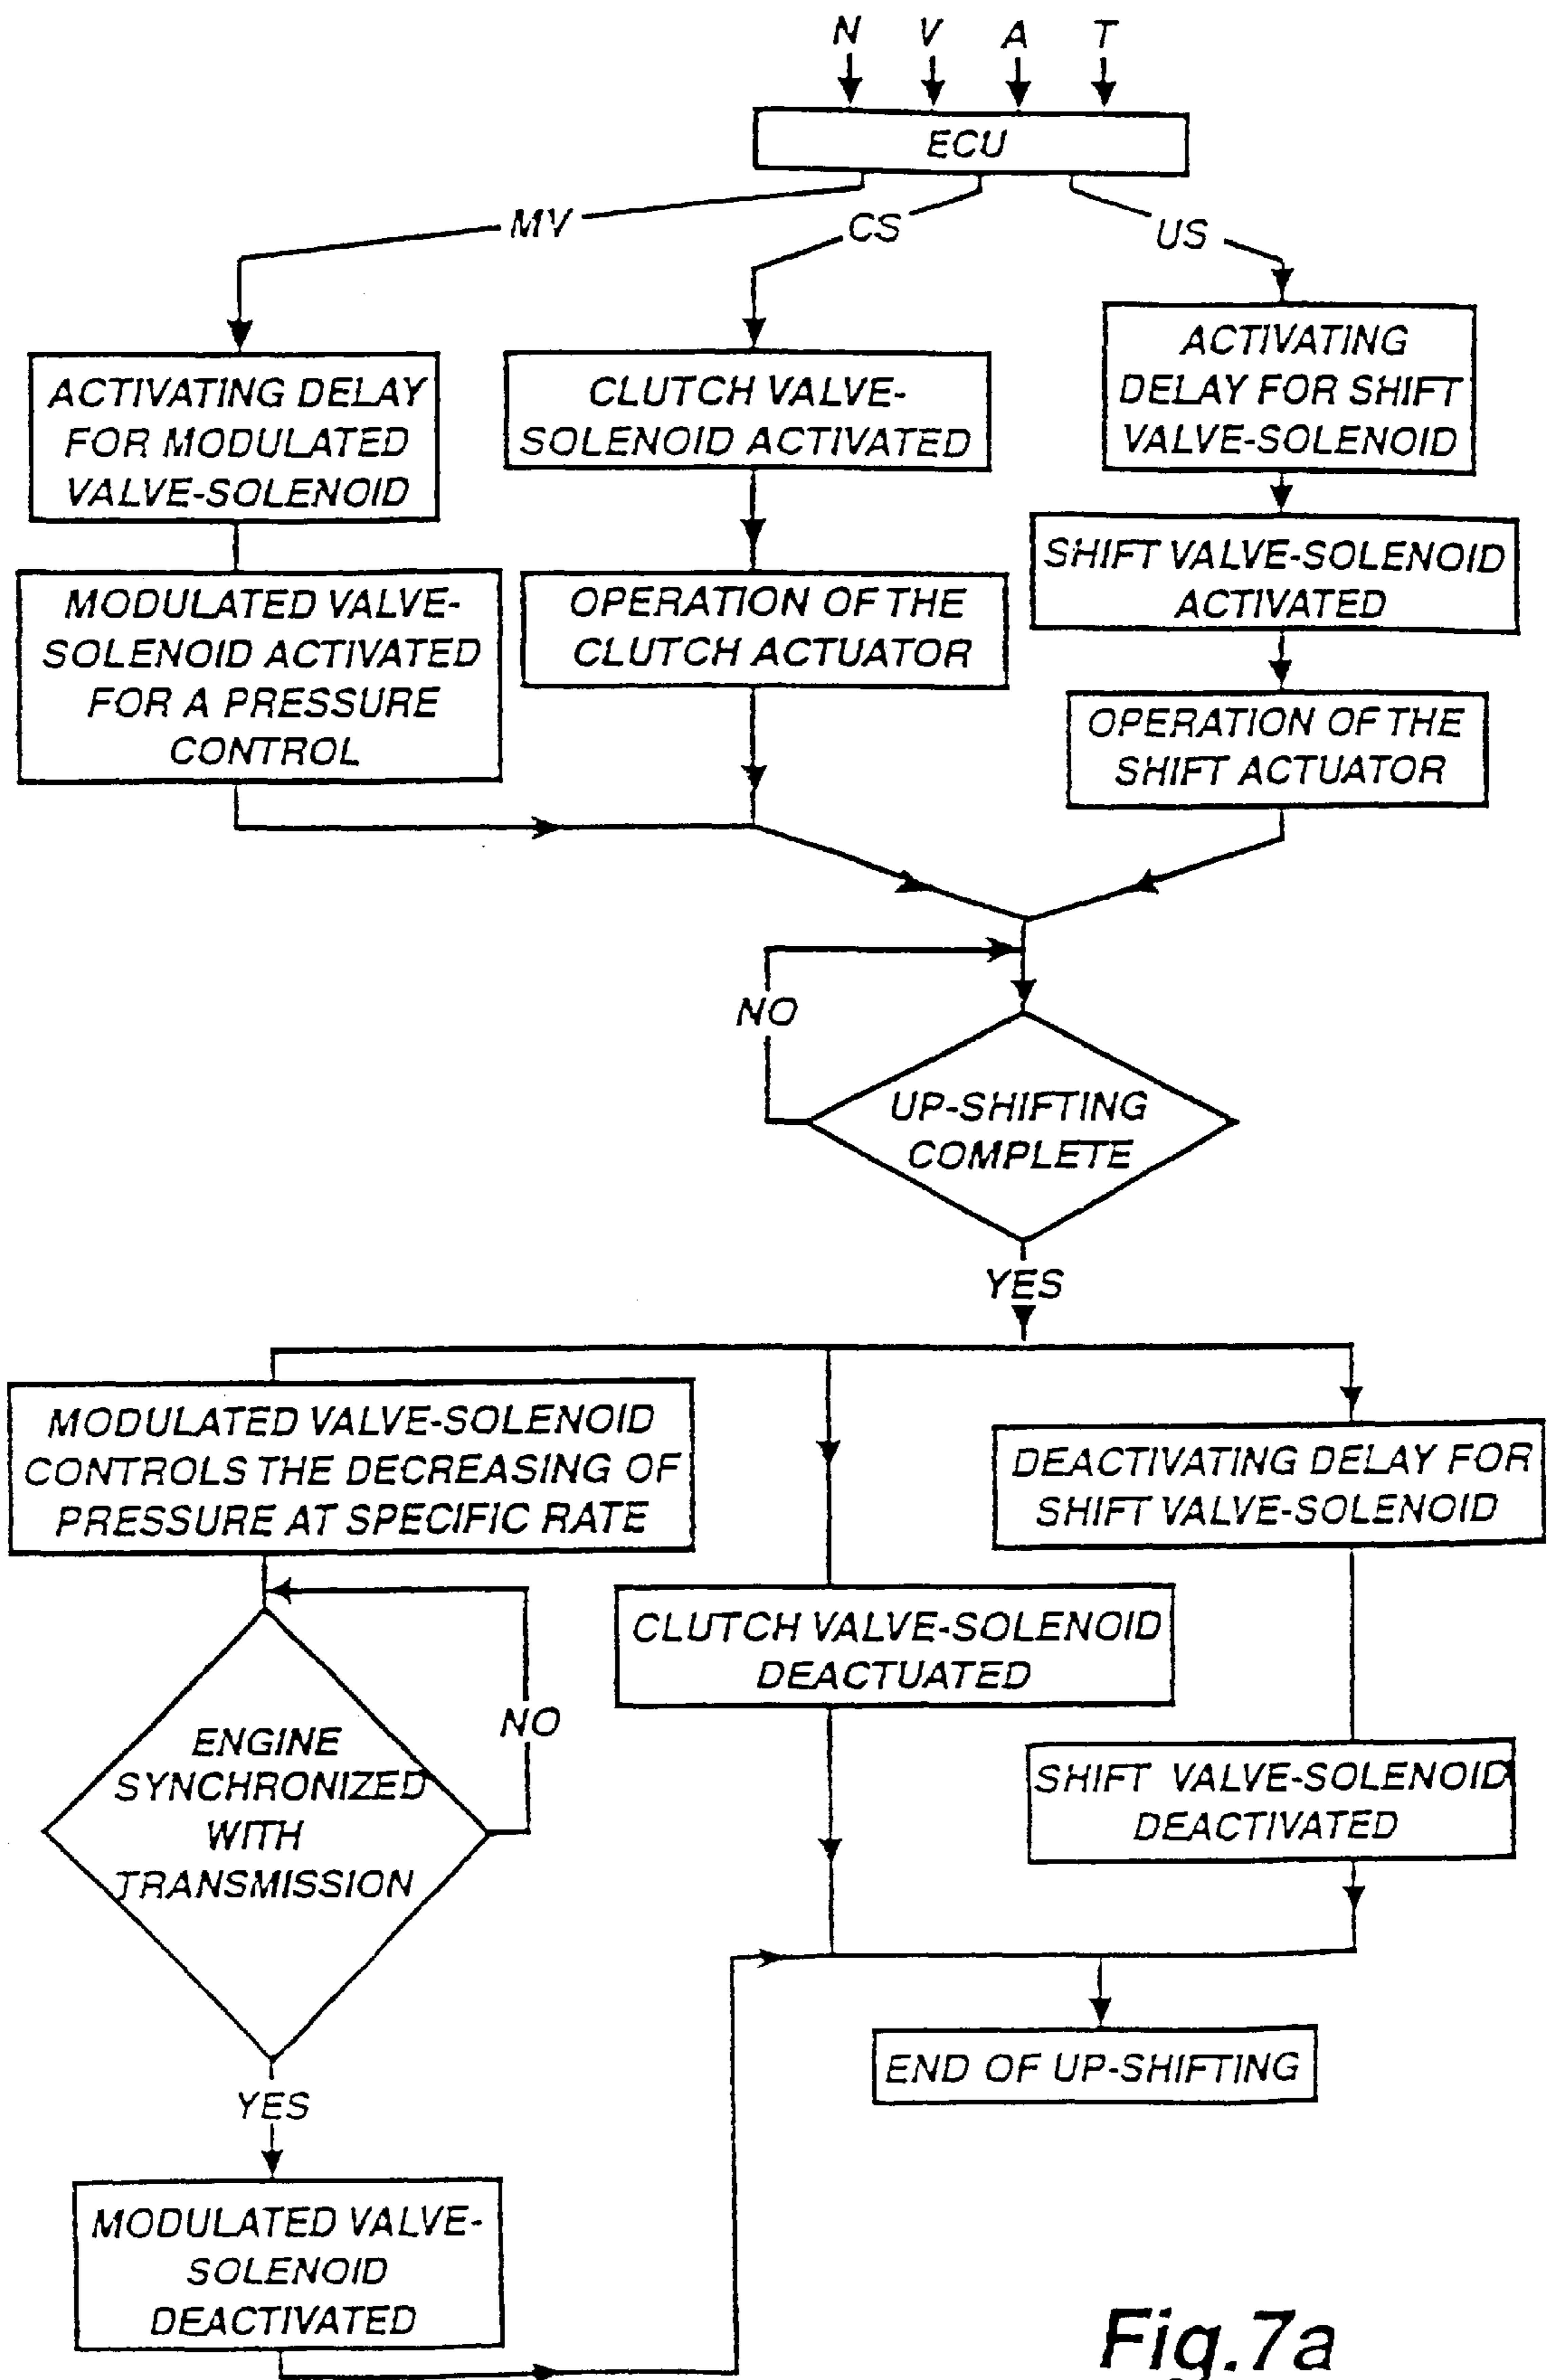 N V A T
ECU
MV
CS
US
ACTIVATING DELAY
FOR MODULATED
VALVE-SOLENOID
CLUTCH VALVE-
SOLENOID ACTIVATED
ACTIVATING
DELAY FOR SHIFT
VALVE-SOLENOID
SHIFT VALVE-SOLENOID
ACTIVATED
MODULATED VALVE-
SOLENOID ACTIVATED
FOR A PRESSURE
CONTROL
OPERATION OF THE
CLUTCH ACTUATOR
OPERATION OF THE
SHIFT ACTUATOR
NO
UP-SHIFTING
COMPLETE
YES
MODULATED VALVE-SOLENOID
CONTROLS THE DECREASING OF
PRESSURE AT SPECIFIC RATE
DEACTIVATING DELAY FOR
SHIFT VALVE-SOLENOID
CLUTCH VALVE-SOLENOID
DEACTUATED
NO
ENGINE
SYNCHRONIZED
WITH
TRANSMISSION
SHIFT VALVE-SOLENOID
DEACTIVATED
END OF UP-SHIFTING
YES
MODULATED VALVE-
SOLENOID
DEACTIVATED
Fig.7a